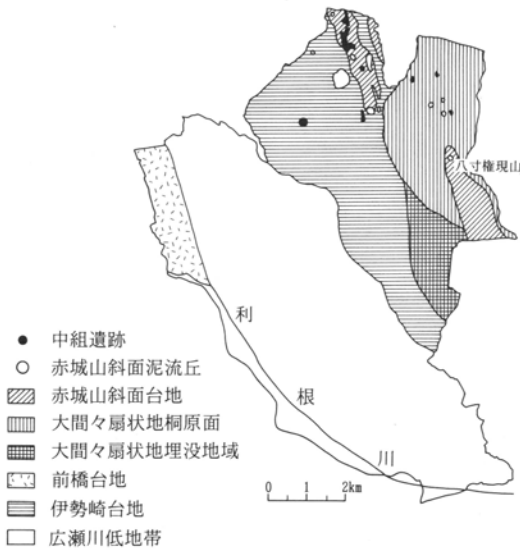 八寸権現山
利
根
川
0 1 2km
中組遺跡
赤城山斜面泥流丘
赤城山斜面台地
大間々扇状地桐原面
大間々扇状地埋没地域
前橋台地
伊勢崎台地
広瀬川低地帯